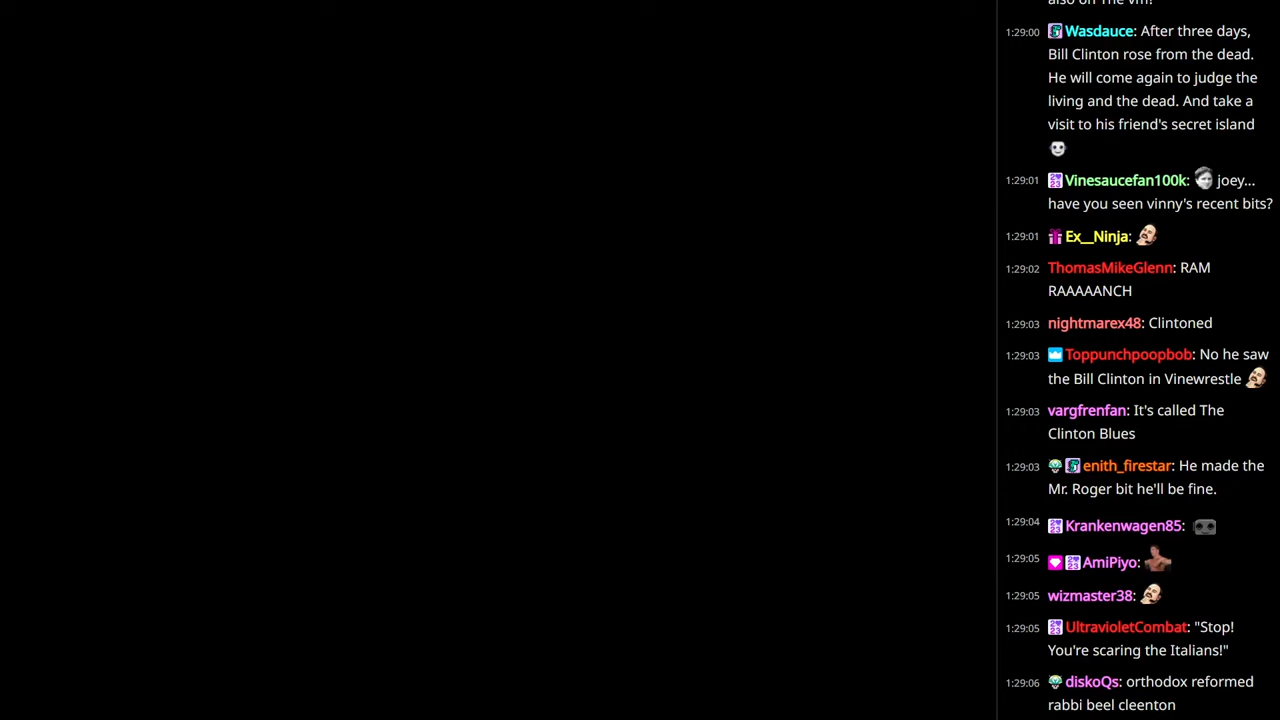 also on The vm?
1:29:00 Wasdauce: After three days,
Bill Clinton rose from the dead.
He will come again to judge the
living and the dead. And take a
visit to his friend's secret island
1:29:01 Vinesaucefan100k: joey...
have you seen vinny's recent bits?
1:29:01 Ex__Ninja:
1:29:02 ThomasMikeGlenn: RAM
RAAAAANCH
1:29:03 nightmarex48: Clintoned
1:29:03 Toppunchpoopbob: No he saw
the Bill Clinton in Vinewrestle
1:29:03 vargfrenfan: It's called The
Clinton Blues
1:29:03 enith_firestar: He made the
Mr. Roger bit he'll be fine.
1:29:04 Krankenwagen85:
1:29:05 AmiPiyo:
1:29:05 wizmaster38:
1:29:05 UltravioletCombat: "Stop!
You're scaring the Italians!"
1:29:06 diskoQs: orthodox reformed
rabbi beel cleenton